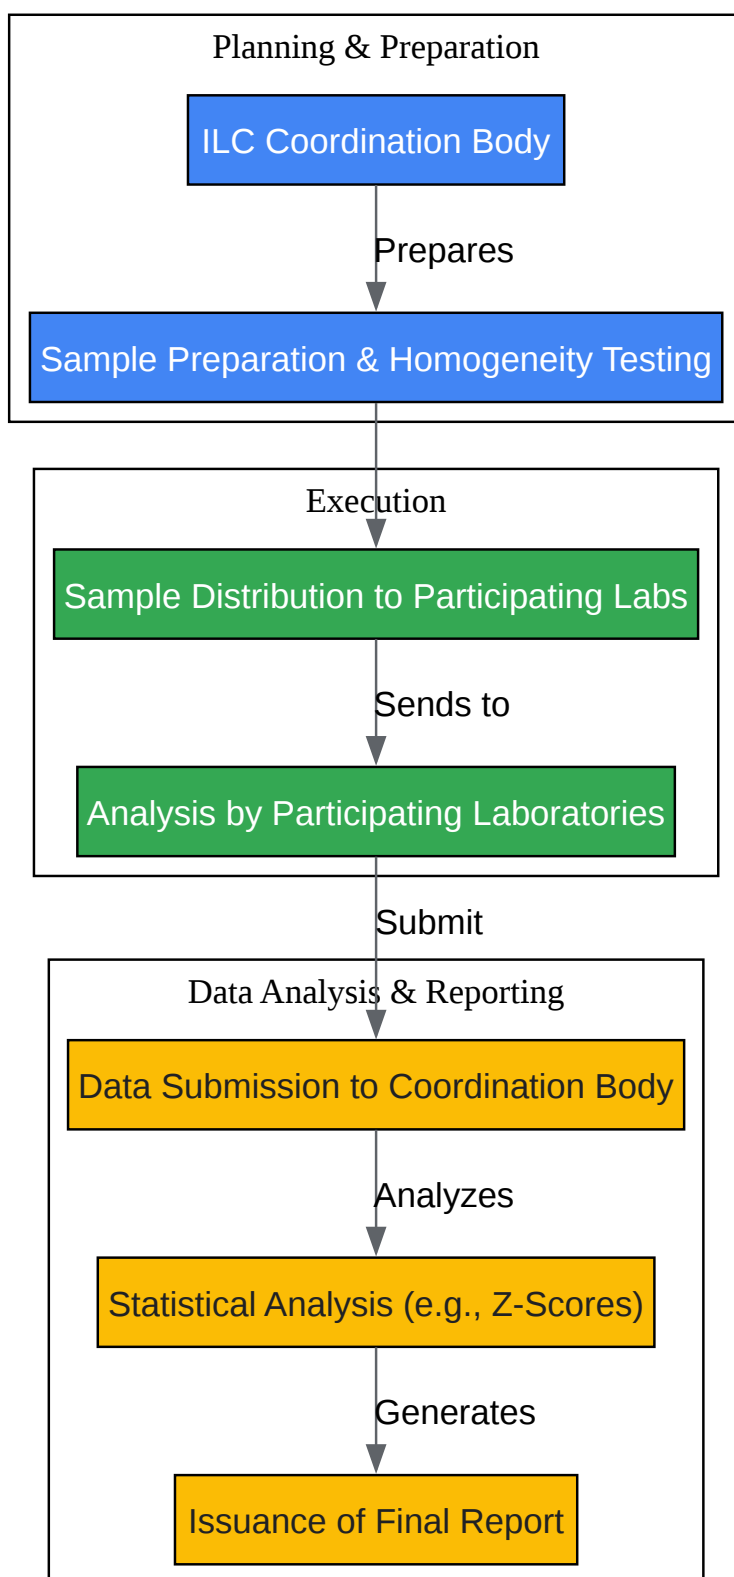 Planning & Preparation
ILC Coordination Body
Prepares
Sample Preparation & Homogeneity Testing
Execution
Sample Distribution to Participating Labs
Sends to
Analysis by Participating Laboratories
Submit
Data Analysis & Reporting
Data Submission to Coordination Body
Analyzes
Statistical Analysis (e.g., Z-Scores)
Generates
Issuance of Final Report